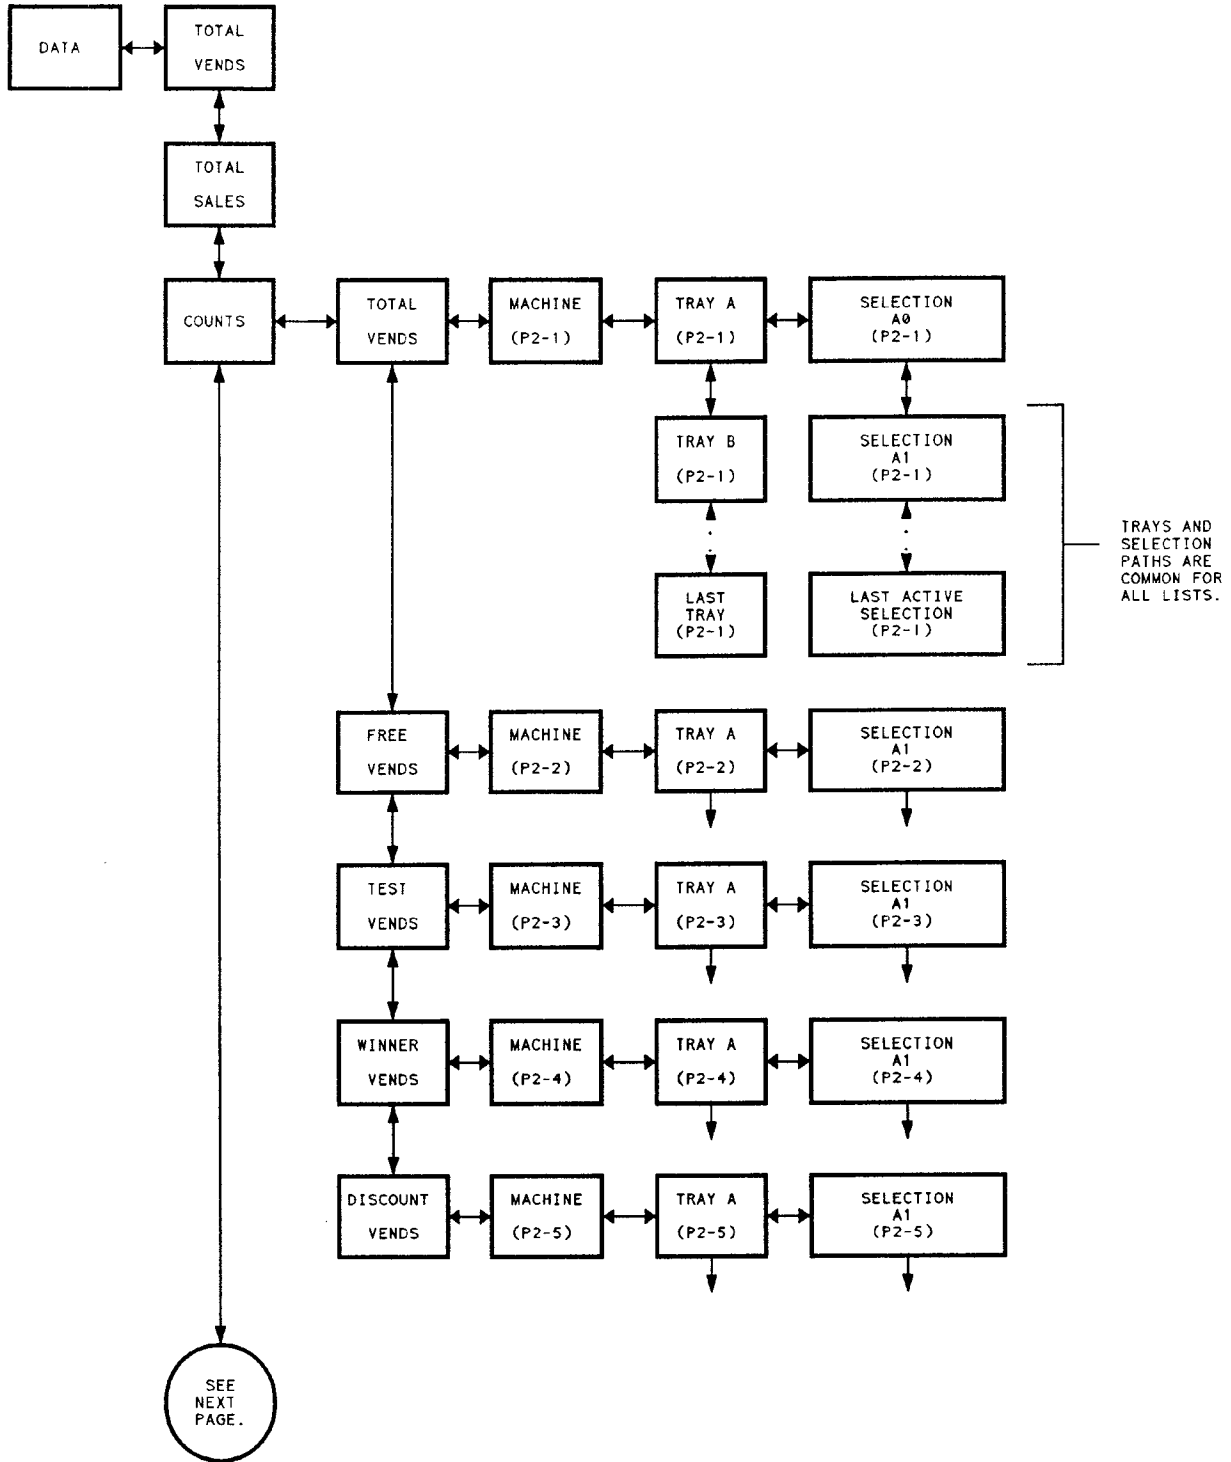 DATA
TOTAL
VENDS
TOTAL
SALES
COUNTS
TOTAL
VENDS
MACHINE
(P2-1)
TRAY A
(P2-1)
SELECTION
A0
(P2-1)
TRAY B
(P2-1)
SELECTION
A1
(P2-1)
LAST
TRAY
(P2-1)
LAST ACTIVE
SELECTION
(P2-1)
TRAYS AND
SELECTION
PATHS ARE
COMMON FOR
ALL LISTS.
FREE
VENDS
MACHINE
(P2-2)
TRAY A
(P2-2)
SELECTION
A1
(P2-2)
TEST
VENDS
MACHINE
(P2-3)
TRAY A
(P2-3)
SELECTION
A1
(P2-3)
WINNER
VENDS
MACHINE
(P2-4)
TRAY A
(P2-4)
SELECTION
A1
(P2-4)
DISCOUNT
VENDS
MACHINE
(P2-5)
TRAY A
(P2-5)
SELECTION
A1
(P2-5)
SEE
NEXT
PAGE.